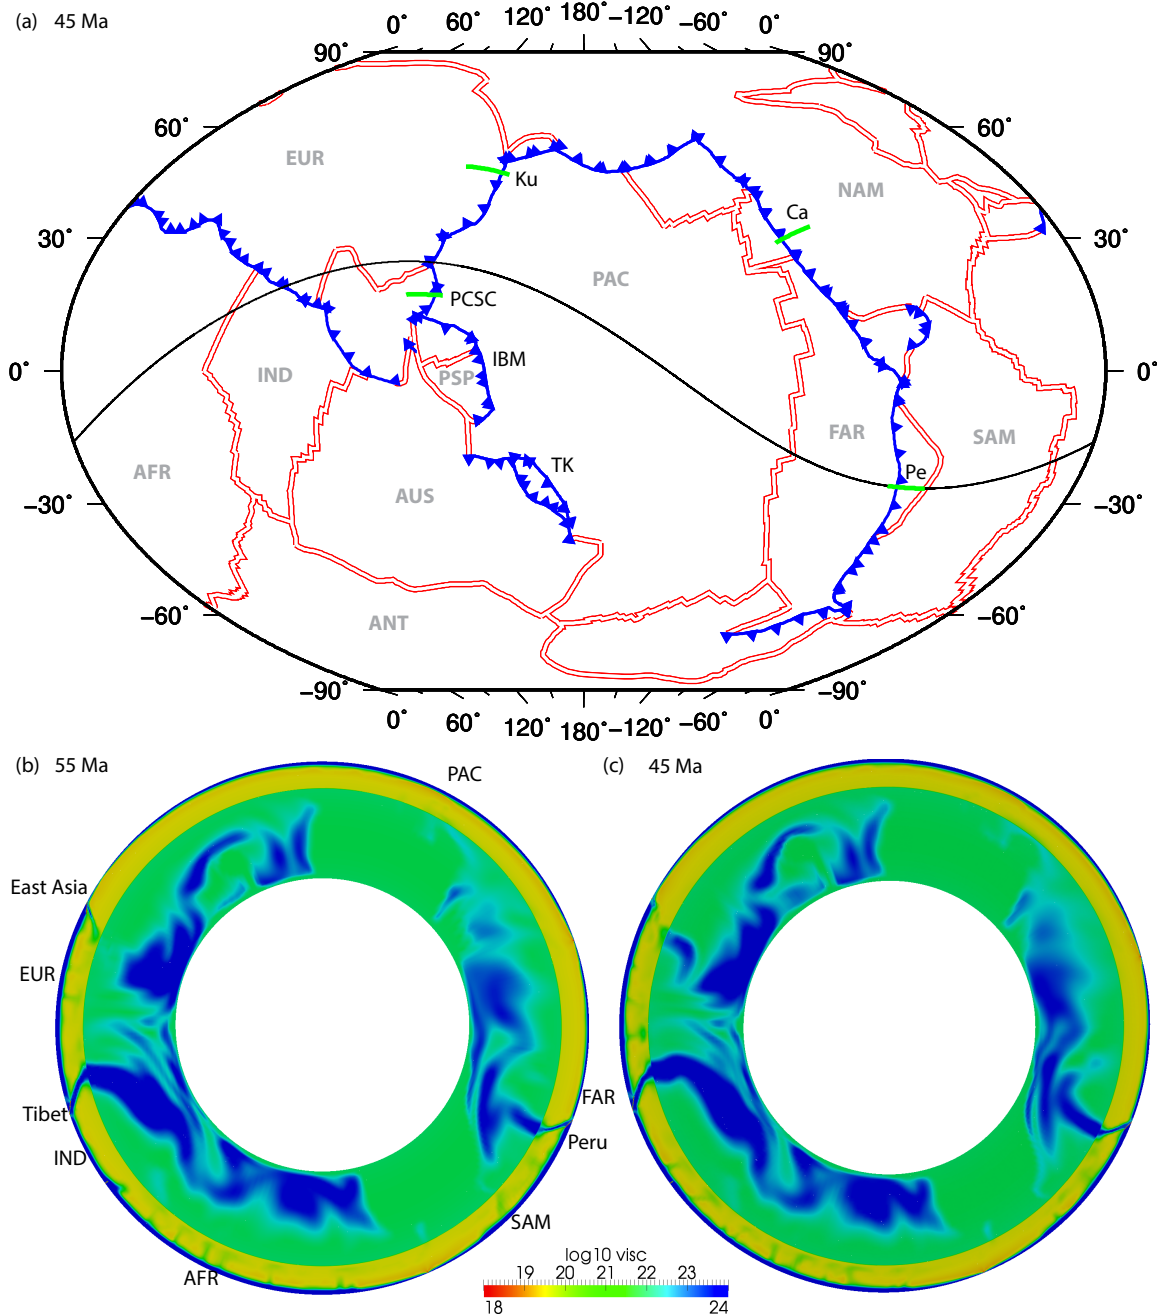 (a) 45 Ma
0° 60° 120° 180° −120° −60° 0°
90° 90°
60° 60°
EUR
Ku
NAM
Ca
30° 30°
PAC
PCSC
IBM
0° 0°
IND
PSP
FAR
SAM
AFR
TK
Pe
AUS
−30° −30°
−60° −60°
ANT
−90° −90°
0° 60° 120° 180° −120° −60° 0°
(b) 55 Ma
(c) 45 Ma
PAC
East Asia
EUR
FAR
Tibet
Peru
IND
SAM
AFR
log10 visc
19 20 21 22 23
18 24